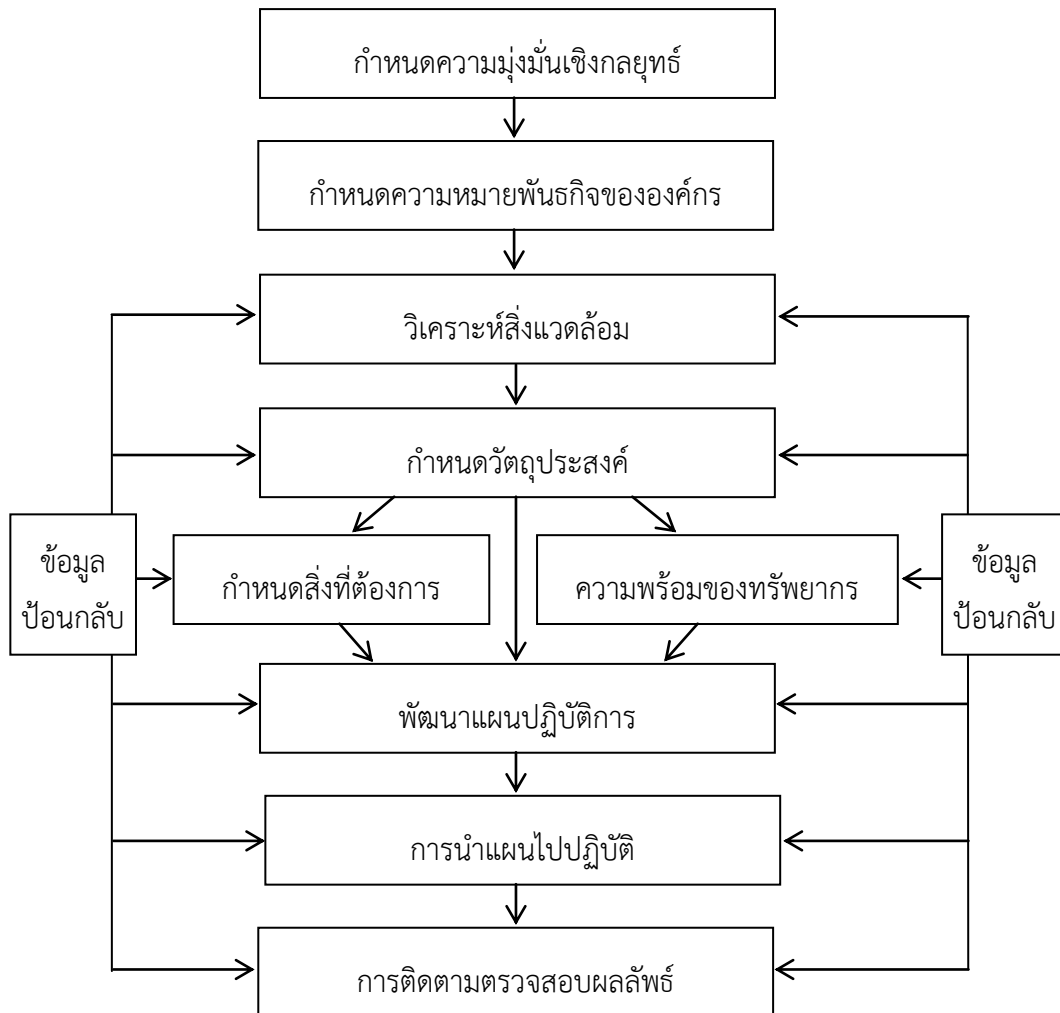 กำหนดความมุ่งมั่นเชิงกลยุทธ์
กำหนดความหมายพันธกิจขององค์กร
วิเคราะห์สิ่งแวดล้อม
กำหนดวัตถุประสงค์
ข้อมูล
ป้อนกลับ
กำหนดสิ่งที่ต้องการ
ความพร้อมของทรัพยากร
ข้อมูล
ป้อนกลับ
พัฒนาแผนปฏิบัติการ
การนำแผนไปปฏิบัติ
การติดตามตรวจสอบผลลัพธ์